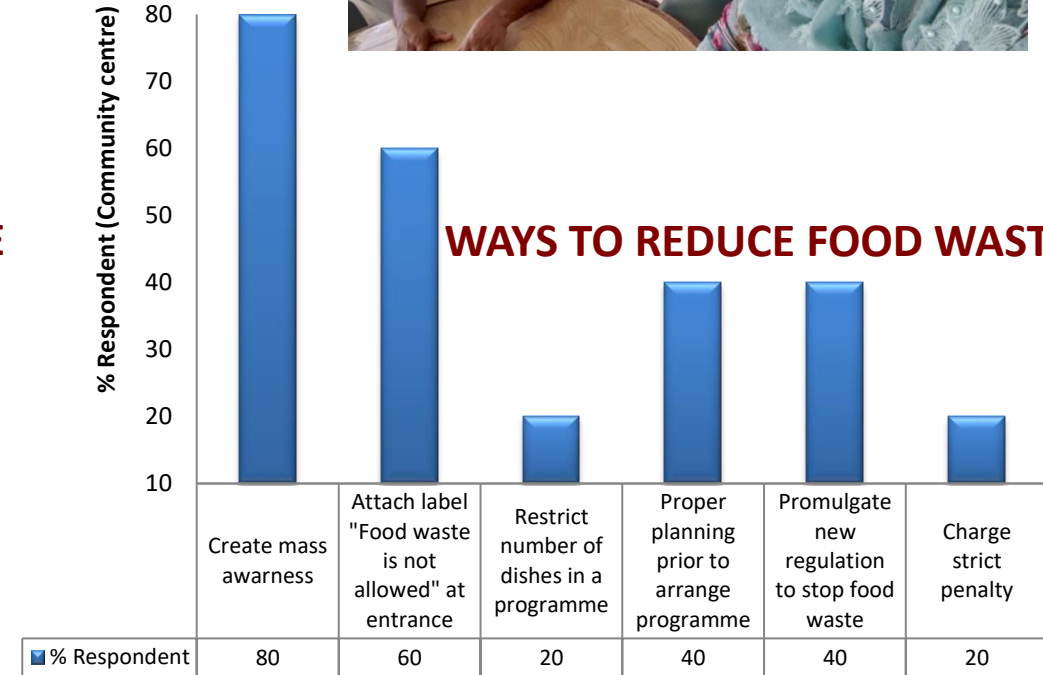 % Respondent (Community centre)
80
70
60
50
40
30
20
10
WAYS TO REDUCE FOOD WAST
E
Create mass
awarness
Attach label
"Food waste
is not
allowed" at
entrance
Restrict
number of
dishes in a
programme
Proper
planning
prior to
arrange
programme
Promulgate
new
regulation
to stop food
waste
Charge
strict
penalty
% Respondent 80 60 20 40 40 20